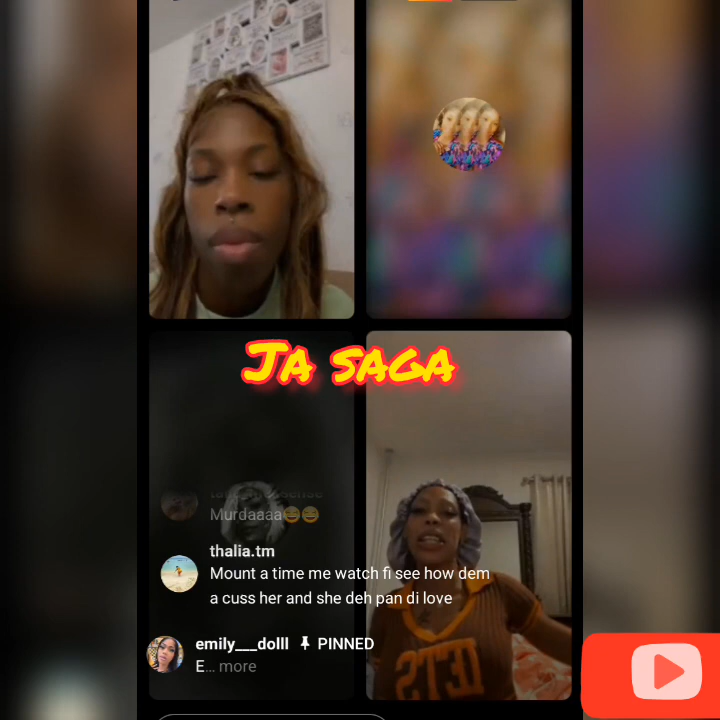 JA SAGA
Murdaaaa😂😂
thalia.tm
Mount a time me watch fi see how dem
a cuss her and she deh pan di love
emily___dolll PINNED
E... more